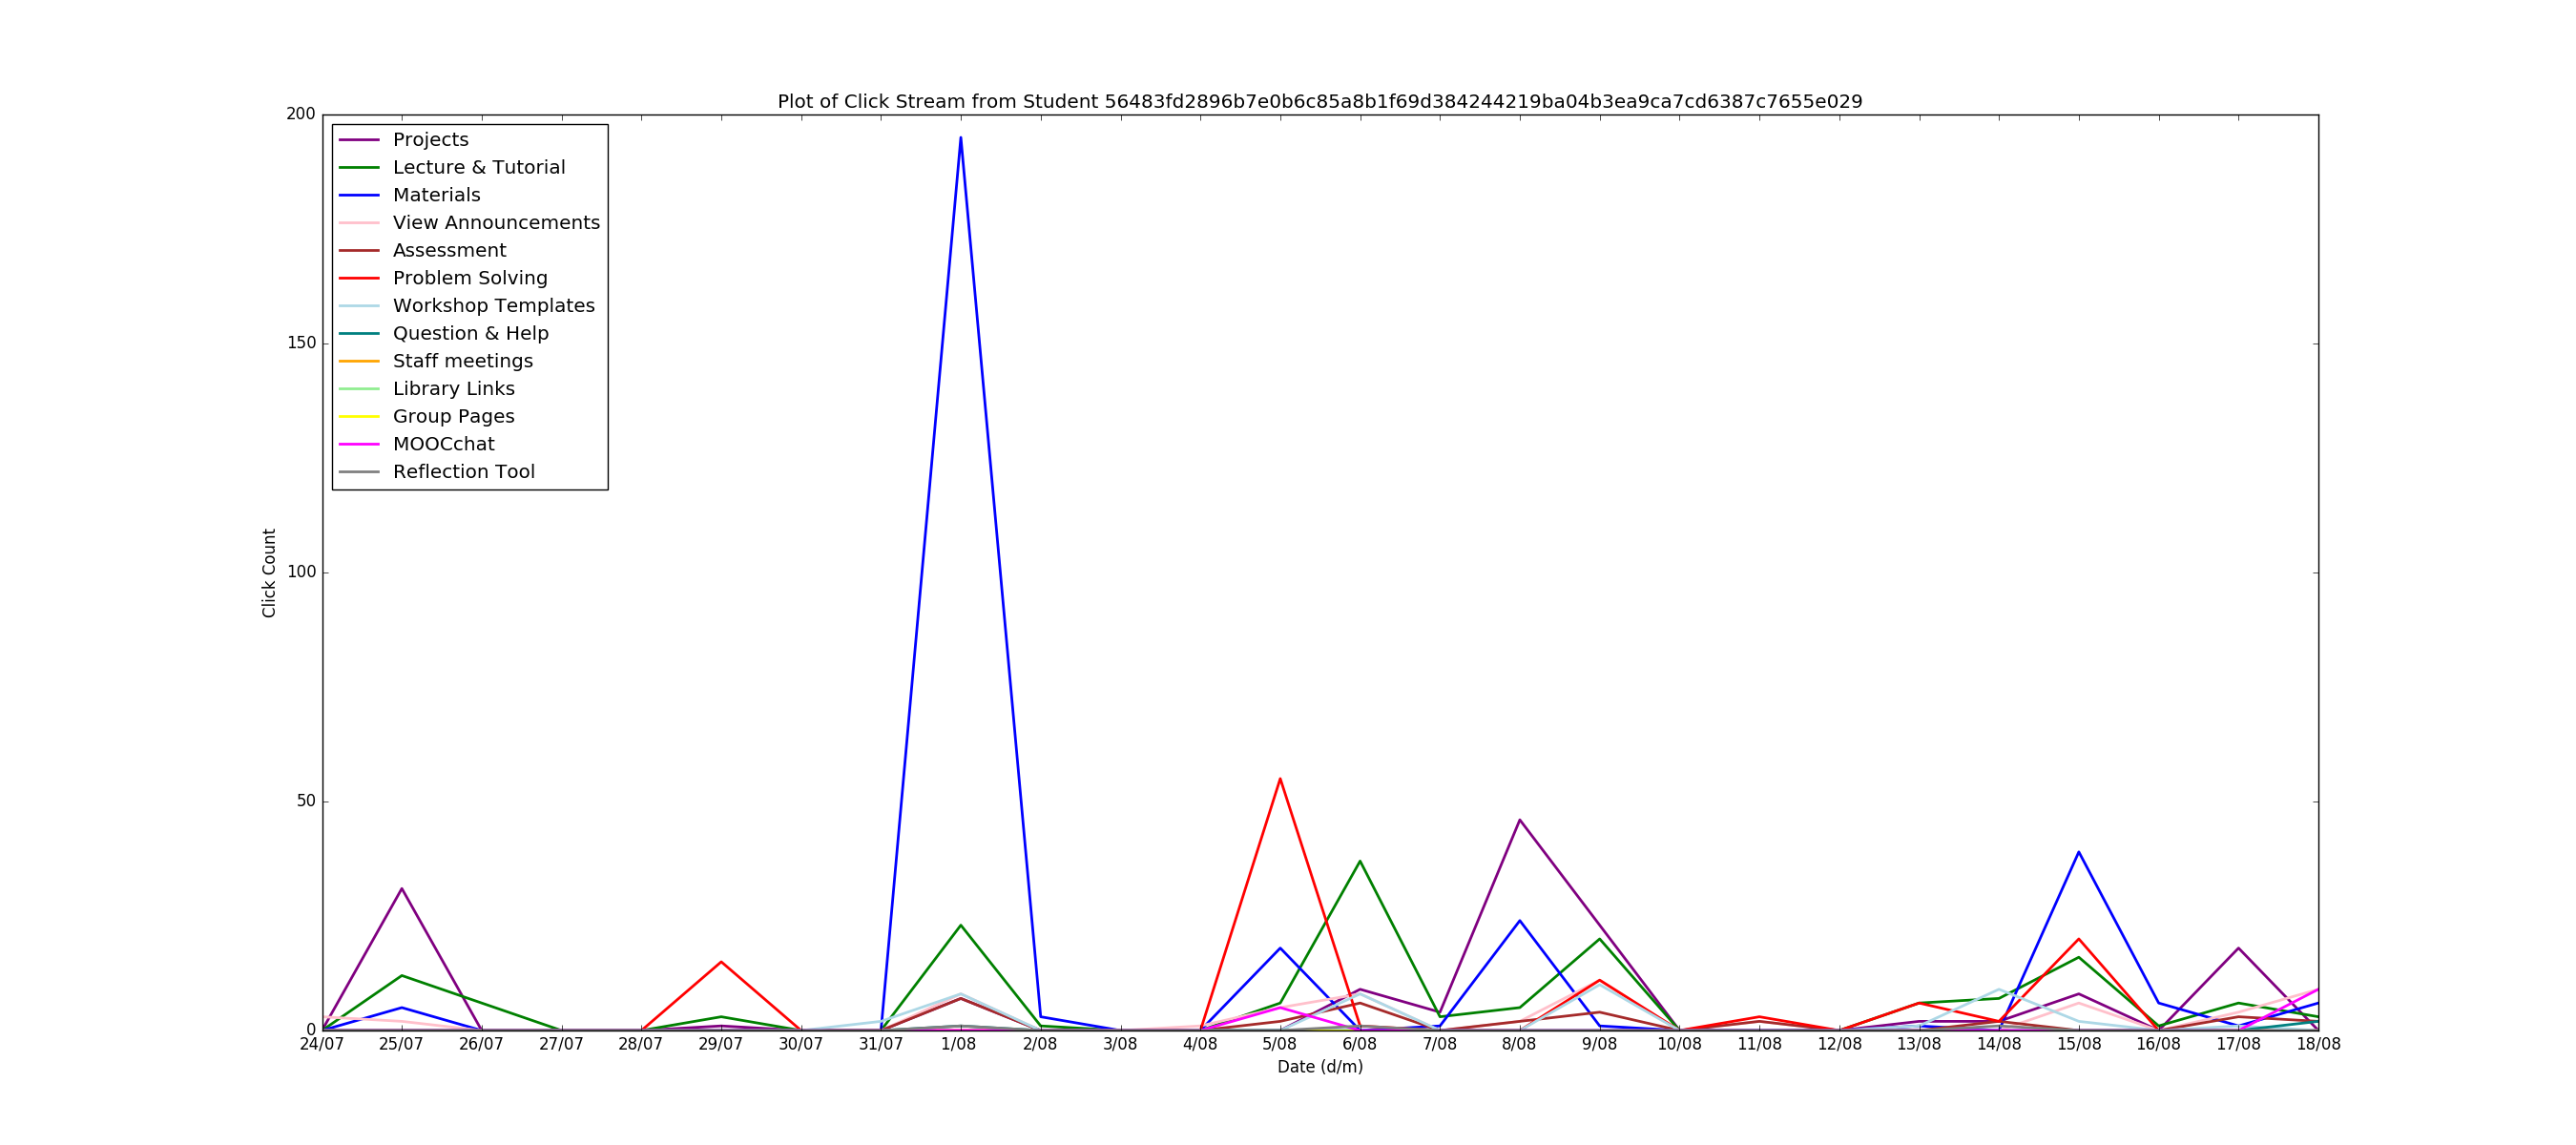 Plot of Click Stream from Student 56483fd2896b7e0b6c85a8b1f69d384244219ba04b3ea9ca7cd6387c7655e029
200
150
100
50
0
Click Count
Projects
Lecture & Tutorial
Materials
View Announcements
Assessment
Problem Solving
Workshop Templates
Question & Help
Staff meetings
Library Links
Group Pages
MOOCchat
Reflection Tool
24/07 25/07 26/07 27/07 28/07 29/07 30/07 31/07 1/08 2/08 3/08 4/08 5/08 6/08 7/08 8/08 9/08 10/08 11/08 12/08 13/08 14/08 15/08 16/08 17/08 18/08
Date (d/m)